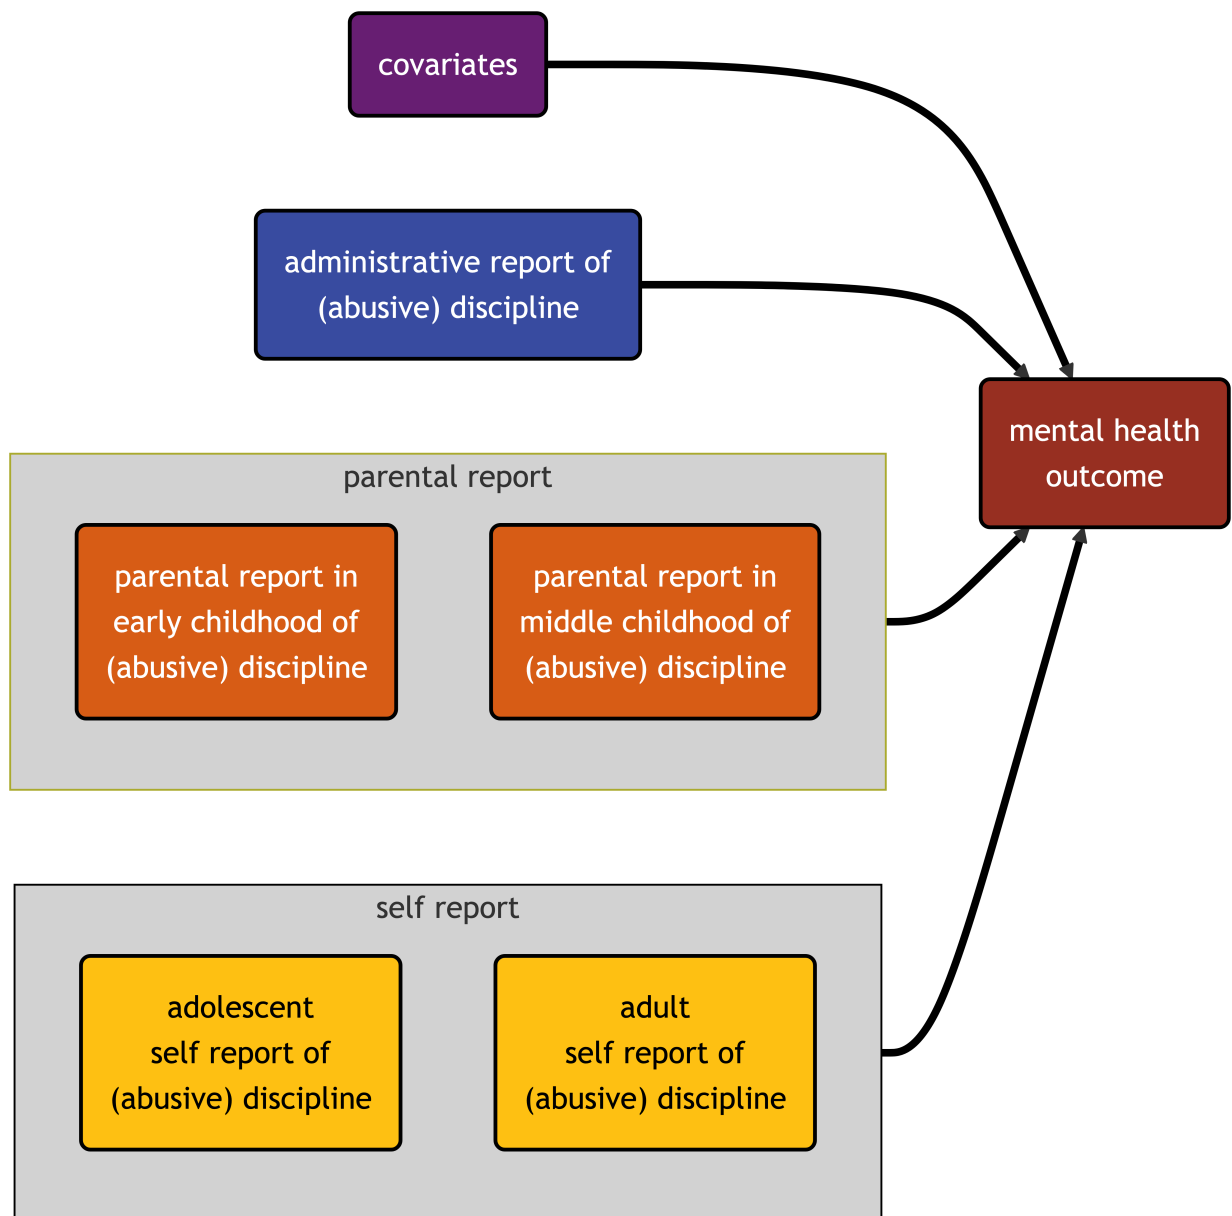 covariates
administrative report of
(abusive) discipline
mental health
outcome
parental report
parental report in
early childhood of
(abusive) discipline
parental report in
middle childhood of
(abusive) discipline
self report
adolescent
self report of
(abusive) discipline
adult
self report of
(abusive) discipline